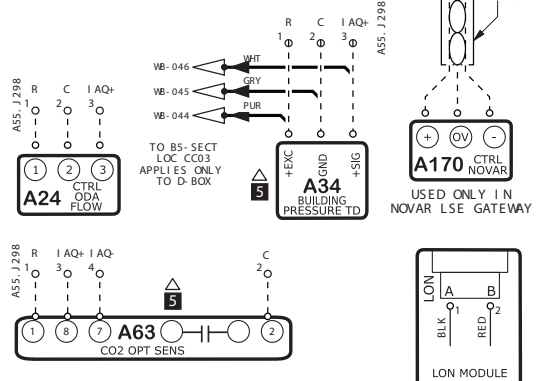 A55. J298
R C I AQ+
1 2 3
1 2 3
A24 CTRL
ODA
FLOW
WB- 046
WHT
WB- 045
GRY
WB- 044
PUR
TO B5- SECT
LOC CC03
APPLIES ONLY
TO D- BOX
R C I AQ+
1 2 3
A55. J298
+EXC GND +SIG
5
A34
BUILDING
PRESSURE TD
+ OV -
A170 CTRL
NOVAR
USED ONLY IN
NOVAR LSE GATEWAY
A55. J298
R I AQ+ I AQ- C
1 3 4 2
5
1 8 7 A63 2
CO2 OPT SENS
LON
A B
1 2
BLK RED
LON MODULE